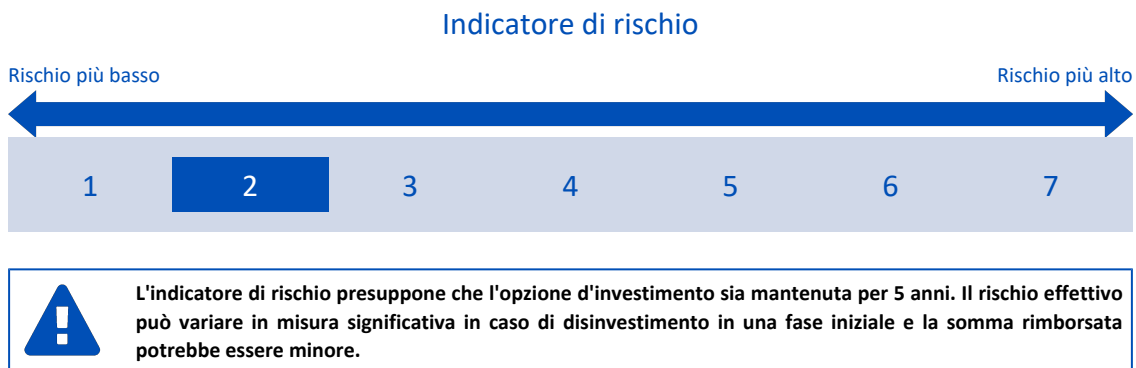 Indicatore di rischio
Rischio più basso
Rischio più alto
1 2 3 4 5 6 7
L'indicatore di rischio presuppone che l'opzione d'investimento sia mantenuta per 5 anni. Il rischio effettivo
può variare in misura significativa in caso di disinvestimento in una fase iniziale e la somma rimborsata
potrebbe essere minore.